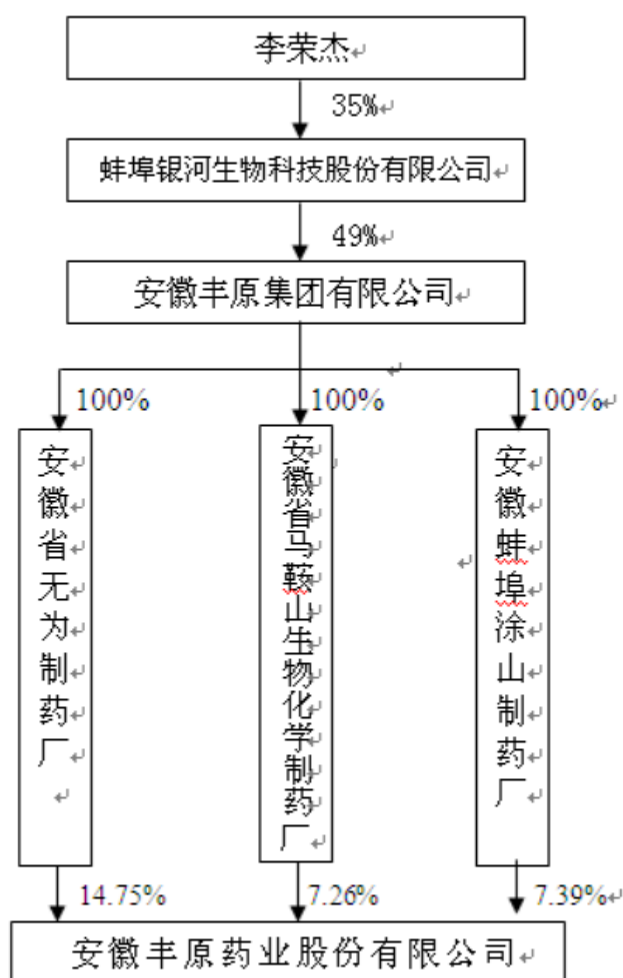 李荣杰
35%
蚌埠银河生物科技股份有限公司
49%
安徽丰原集团有限公司
100%
100%
100%
安徽省无为制药厂
安徽省马鞍山生物化学制药厂
安徽蚌埠涂山制药厂
14.75%
7.26%
7.39%
安徽丰原药业股份有限公司